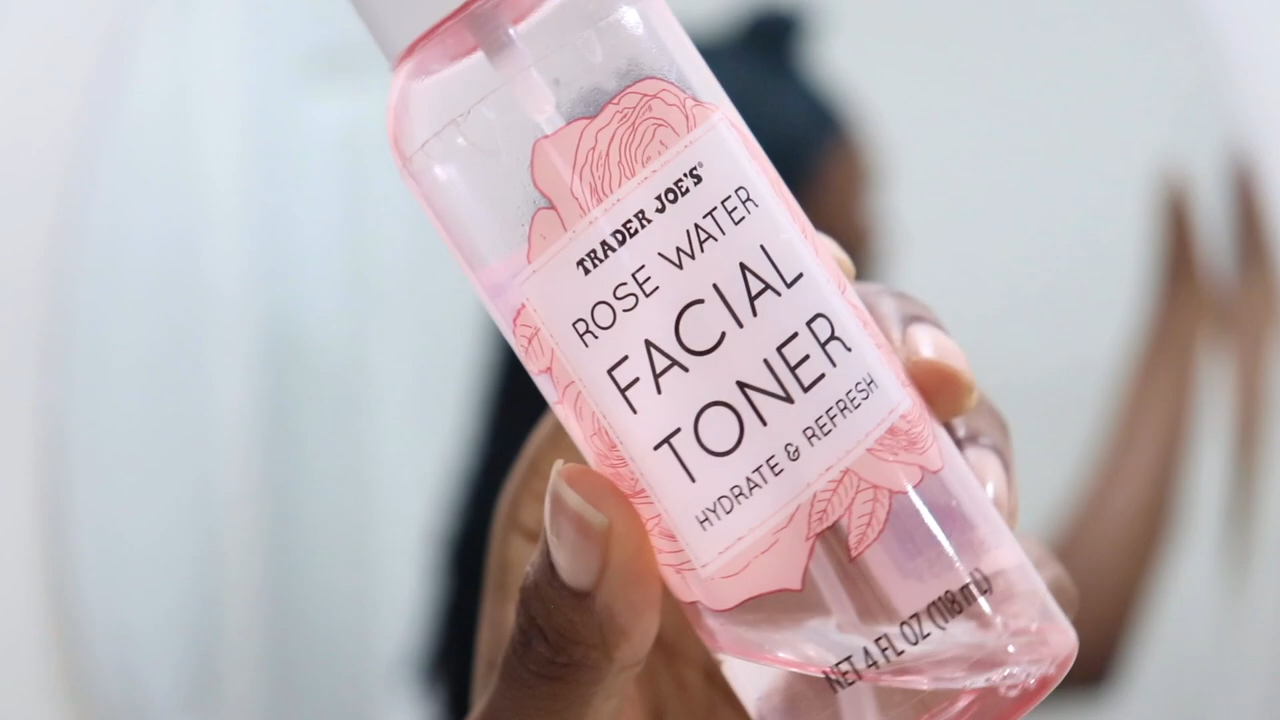 TRADER JOE'S®
ROSE WATER
FACIAL
TONER
HYDRATE & REFRESH
NET 4 FL OZ (118 mL)